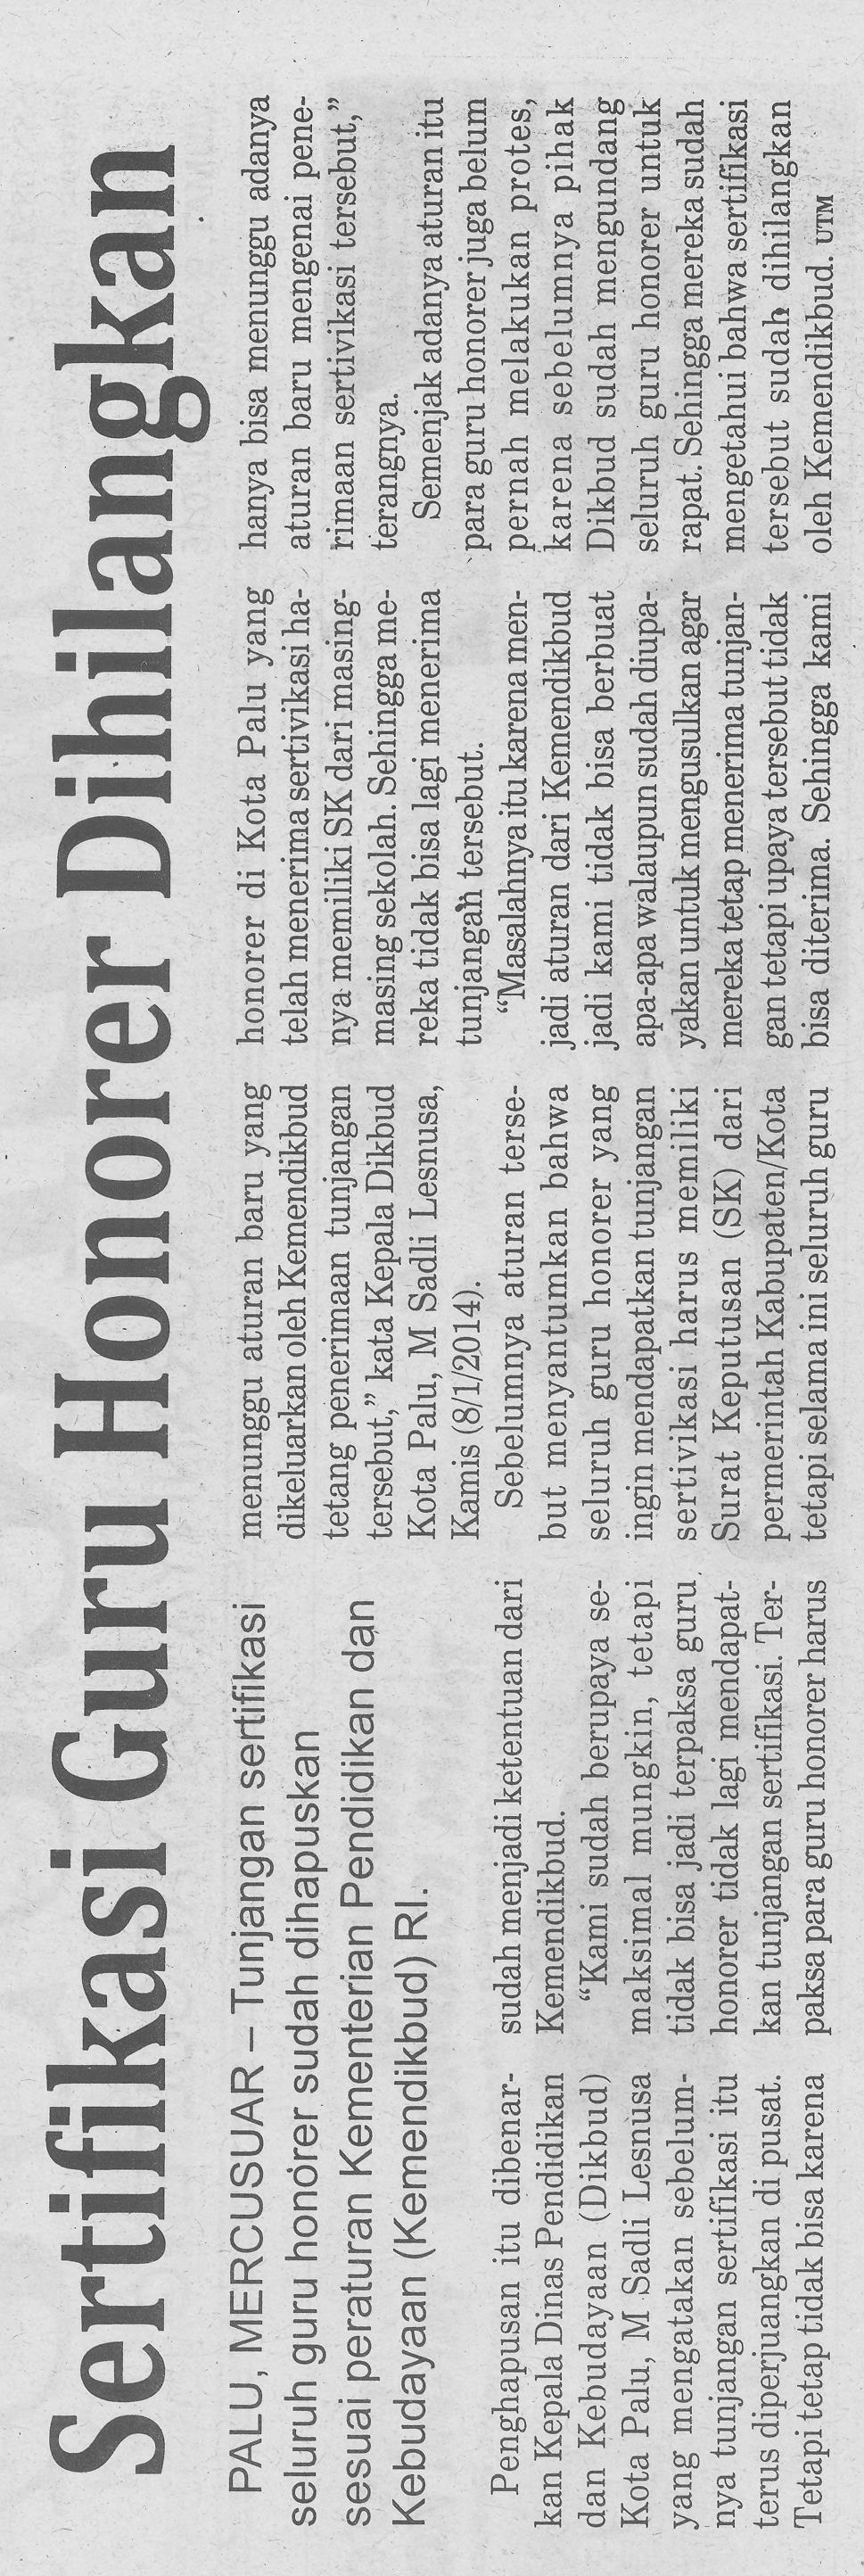 Sertifikasi Guru Honorer Dihilangkan
PALU, MERCUSUAR – Tunjangan sertifikasi
seluruh guru honorer sudah dihapuskan
sesuai peraturan Kementerian Pendidikan dan
Kebudayaan (Kemendikbud) RI.
Penghapusan itu dibenar-
kan Kepala Dinas Pendidikan
dan Kebudayaan (Dikbud)
Kota Palu, M Sadli Lesnusa
yang mengatakan sebelum-
nya tunjangan sertifikasi itu
terus diperjuangkan di pusat.
Tetapi tetap tidak bisa karena
sudah menjadi ketentuan dari
Kemendikbud.
“Kami sudah berupaya se-
maksimal mungkin, tetapi
tidak bisa jadi terpaksa guru
honorer tidak lagi mendapat-
kan tunjangan sertifikasi. Ter-
paksa para guru honorer harus
menunggu aturan baru yang
dikeluarkan oleh Kemendikbud
tetang penerimaan tunjangan
tersebut,” kata Kepala Dikbud
Kota Palu, M Sadli Lesnusa,
Kamis (8/1/2014).
Sebelumnya aturan terse-
but menyantumkan bahwa
seluruh guru honorer yang
ingin mendapatkan tunjangan
sertivikasi harus memiliki
Surat Keputusan (SK) dari
permerintah Kabupaten/Kota
tetapi selama ini seluruh guru
honorer di Kota Palu yang
telah menerima sertivikasi ha-
nya memiliki SK dari masing-
masing sekolah. Sehingga me-
reka tidak bisa lagi menerima
tunjangan tersebut.
“Masalahnya itu karena men-
jadi aturan dari Kemendikbud
jadi kami tidak bisa berbuat
apa-apa walaupun sudah diupa-
yakan untuk mengusulkan agar
mereka tetap menerima tunjan-
gan tetapi upaya tersebut tidak
bisa diterima. Sehingga kami
hanya bisa menunggu adanya
aturan baru mengenai pene-
rimaan sertivikasi tersebut,”
terangnya.
Semenjak adanya aturan itu
para guru honorer juga belum
pernah melakukan protes,
karena sebelumnya pihak
Dikbud sudah mengundang
seluruh guru honorer untuk
rapat. Sehingga mereka sudah
mengetahui bahwa sertifikasi
tersebut sudah dihilangkan
oleh Kemendikbud. UTM